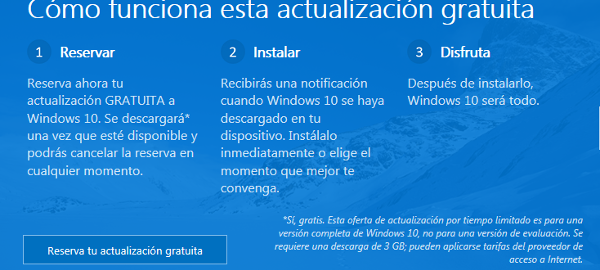 Cómo funciona esta actualización gratuita
1 Reservar
2 Instalar
3 Disfruta
Reserva ahora tu
actualización GRATUITA a
Windows 10. Se descargará*
una vez que esté disponible y
podrás cancelar la reserva en
cualquier momento.
Recibirás una notificación
cuando Windows 10 se haya
descargado en tu
dispositivo. Instálalo
inmediatamente o elige el
momento que mejor te
convenga.
Después de instalarlo,
Windows 10 será todo.
*Sí, gratis. Esta oferta de actualización por tiempo limitado es para una
versión completa de Windows 10, no para una versión de evaluación. Se
requiere una descarga de 3 GB; pueden aplicarse tarifas del proveedor de
acceso a Internet.
Reserva tu actualización gratuita